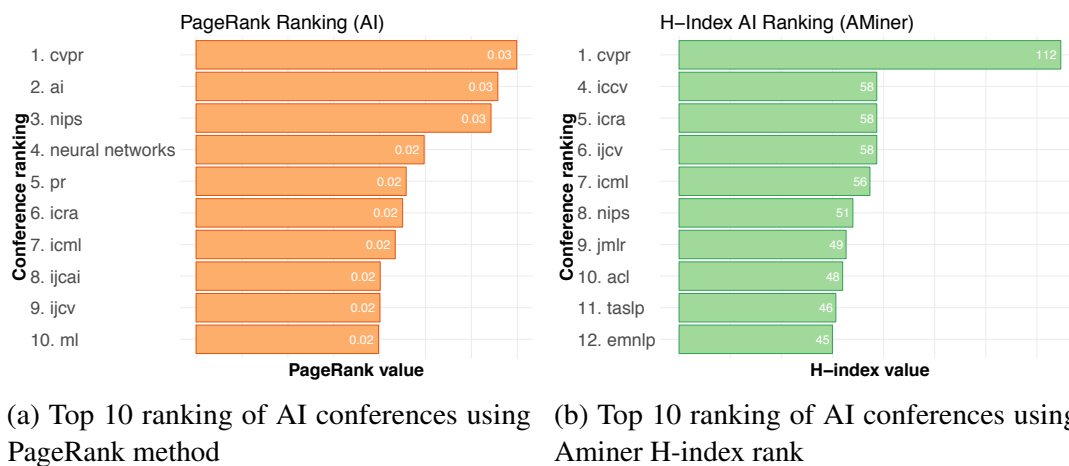 PageRank Ranking (AI)
Conference ranking
1. cvpr 0.03
2. ai 0.03
3. nips 0.03
4. neural networks 0.02
5. pr 0.02
6. icra 0.02
7. icml 0.02
8. ijcai 0.02
9. ijcv 0.02
10. ml 0.02
PageRank value
(a) Top 10 ranking of AI conferences using
PageRank method
H-Index AI Ranking (AMiner)
Conference ranking
1. cvpr 112
4. iccv 58
5. icra 58
6. ijcv 58
7. icml 56
8. nips 51
9. jmlr 49
10. acl 48
11. taslp 46
12. emnlp 45
H-index value
(b) Top 10 ranking of AI conferences using
Aminer H-index rank